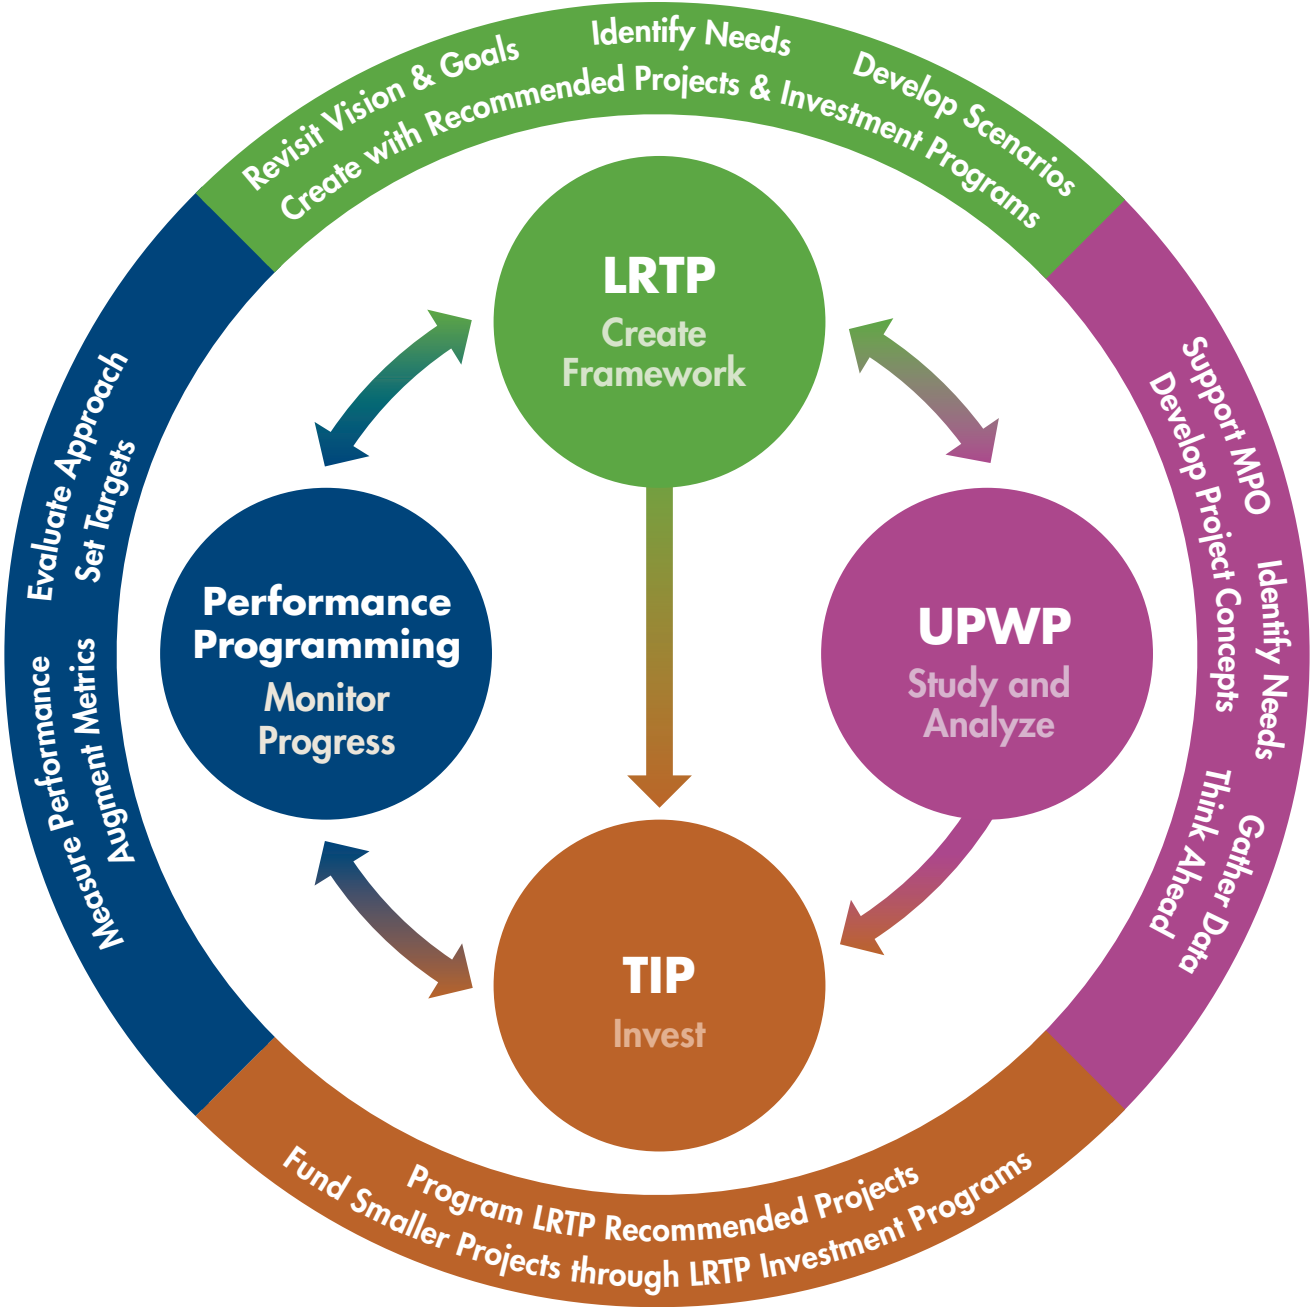 Revisit Vision & Goals
Identify Needs
Develop Scenarios
Create with Recommended Projects & Investment Programs
LRTP
Create
Framework
Evaluate Approach
Set Targets
Measure Performance
Augment Metrics
Performance
Programming
Monitor
Progress
UPWP
Study and
Analyze
Support MPO
Identify Needs
Gather Data
Develop Project Concepts
Think Ahead
TIP
Invest
Program LRTP Recommended Projects
Fund Smaller Projects through LRTP Investment Programs